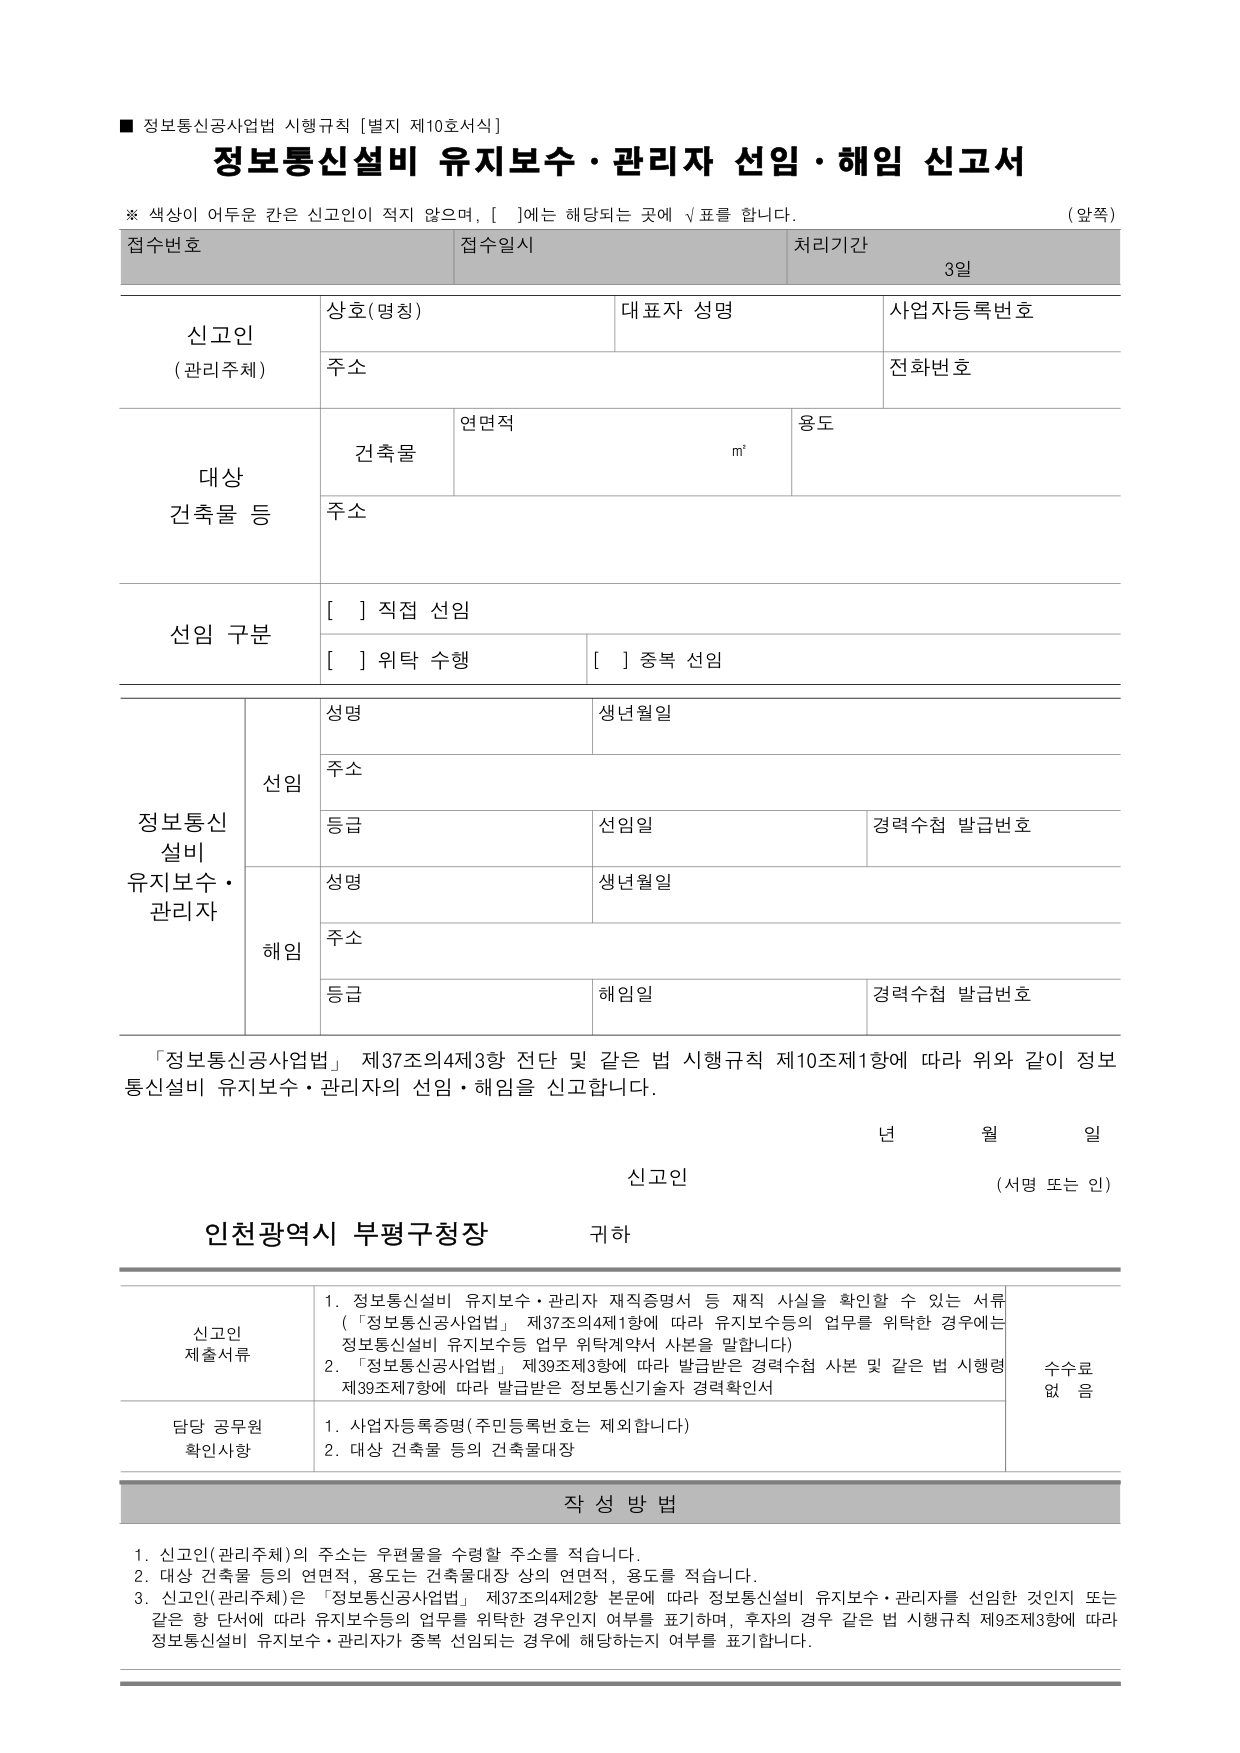 ■ 정보통신공사업법 시행규칙 [별지 제10호서식]
정보통신설비 유지보수・관리자 선임・해임 신고서
※ 색상이 어두운 칸은 신고인이 적지 않으며, [  ]에는 해당되는 곳에 √표를 합니다. (앞쪽)
접수번호 접수일시 처리기간
3일
상호(명칭) 대표자 성명 사업자등록번호
신고인
(관리주체)
주소 전화번호
연면적 용도
건축물 ㎡
대상
건축물 등
주소
[  ] 직접 선임
선임 구분
[  ] 위탁 수행 [  ] 중복 선임
성명 생년월일
주소
선임
등급 선임일 경력수첩 발급번호
정보통신
설비
유지보수・
관리자
성명 생년월일
주소
해임
등급 해임일 경력수첩 발급번호
「정보통신공사업법」 제37조의4제3항 전단 및 같은 법 시행규칙 제10조제1항에 따라 위와 같이 정보
통신설비 유지보수・관리자의 선임・해임을 신고합니다.
년 월 일
신고인 (서명 또는 인)
인천광역시 부평구청장 귀하
신고인
제출서류
1. 정보통신설비 유지보수・관리자 재직증명서 등 재직 사실을 확인할 수 있는 서류
(「정보통신공사업법」 제37조의4제1항에 따라 유지보수등의 업무를 위탁한 경우에는
정보통신설비 유지보수등 업무 위탁계약서 사본을 말합니다)
2. 「정보통신공사업법」 제39조제3항에 따라 발급받은 경력수첩 사본 및 같은 법 시행령
제39조제7항에 따라 발급받은 정보통신기술자 경력확인서
수수료
없 음
담당 공무원
확인사항
1. 사업자등록증명(주민등록번호는 제외합니다)
2. 대상 건축물 등의 건축물대장
작 성 방 법
1. 신고인(관리주체)의 주소는 우편물을 수령할 주소를 적습니다.
2. 대상 건축물 등의 연면적, 용도는 건축물대장 상의 연면적, 용도를 적습니다.
3. 신고인(관리주체)은 「정보통신공사업법」 제37조의4제2항 본문에 따라 정보통신설비 유지보수・관리자를 선임한 것인지 또는
같은 항 단서에 따라 유지보수등의 업무를 위탁한 경우인지 여부를 표기하며, 후자의 경우 같은 법 시행규칙 제9조제3항에 따라
정보통신설비 유지보수・관리자가 중복 선임되는 경우에 해당하는지 여부를 표기합니다.